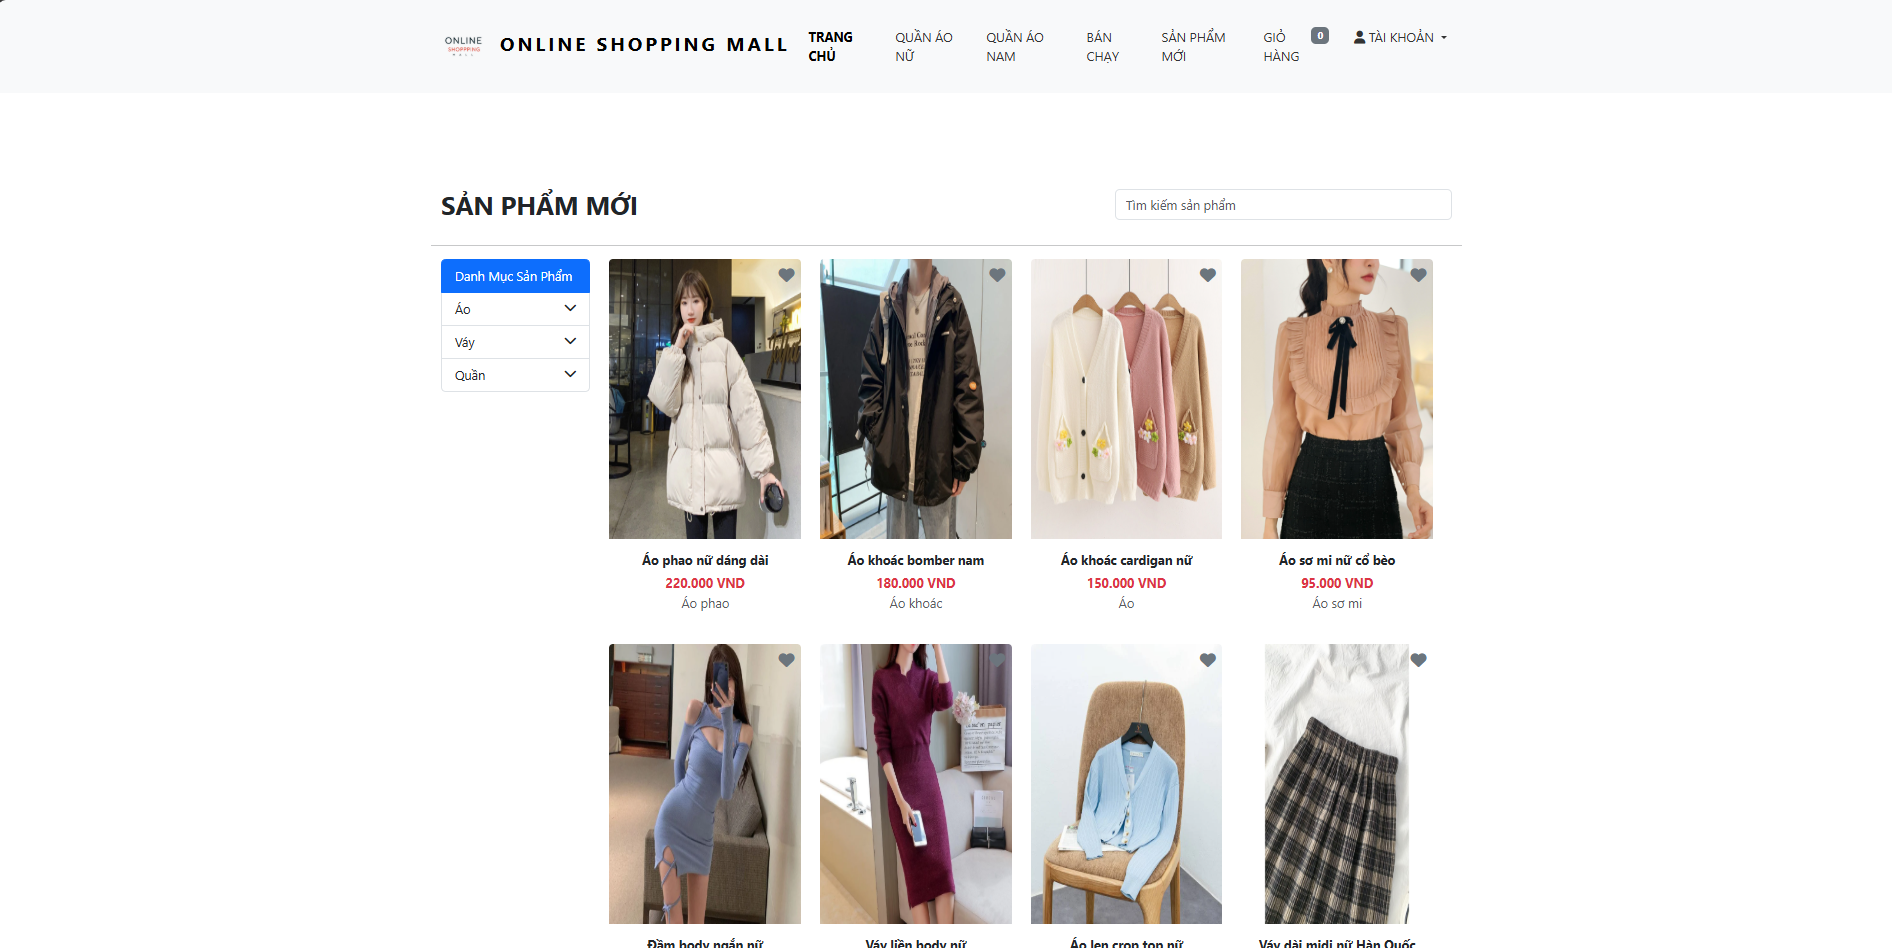 ONLINE
SHOPPPING
MALL
ONLINE SHOPPING MALL
TRANG
CHỦ
QUẦN ÁO
NỮ
QUẦN ÁO
NAM
BÁN
CHẠY
SẢN PHẨM
MỚI
GIỎ
HÀNG
0
TÀI KHOẢN
SẢN PHẨM MỚI
Tìm kiếm sản phẩm
Danh Mục Sản Phẩm
Áo
Váy
Quần
Áo phao nữ dáng dài
220.000 VND
Áo phao
Áo khoác bomber nam
180.000 VND
Áo khoác
Áo khoác cardigan nữ
150.000 VND
Áo
Áo sơ mi nữ cổ bèo
95.000 VND
Áo sơ mi
Đầm body ngắn nữ
Váy liền body nữ
Áo len crop top nữ
Váy dài midi nữ Hàn Quốc